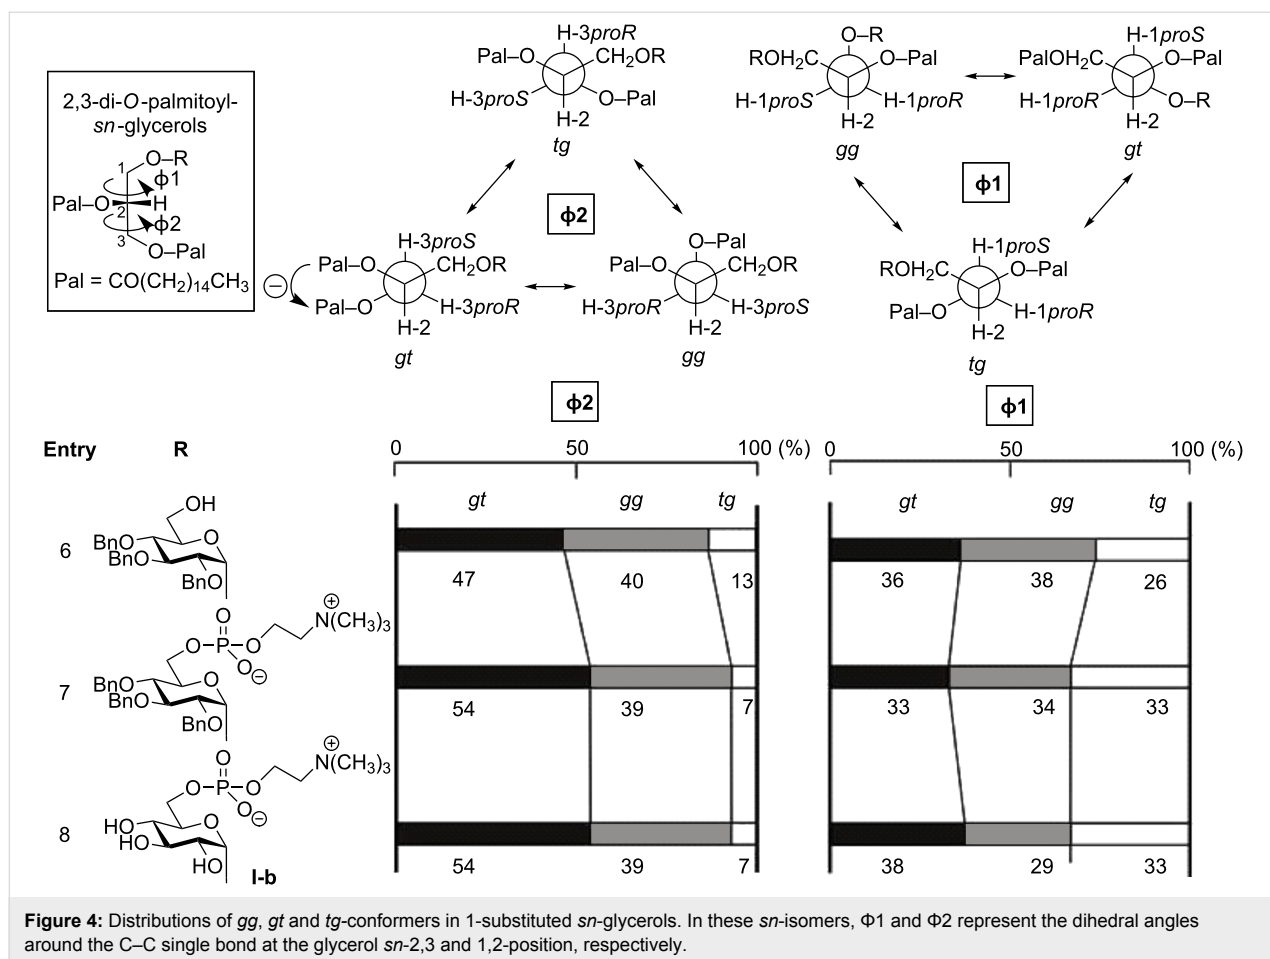 2,3-di-O-palmitoyl-
sn-glycerols
1
O–R
ϕ1
Pal–O
2
H
ϕ2
3
O–Pal
Pal = CO(CH2)14CH3
H-3proR
Pal–O
CH2OR
H-3proS
O–Pal
H-2
tg
ϕ2
H-3proS
Pal–O
CH2OR
⊖
Pal–O
H-3proR
H-2
gt
O–Pal
Pal–O
CH2OR
H-3proR
H-3proS
H-2
gg
O–R
ROH2C
O–Pal
H-1proS
H-1proR
H-2
gg
H-1proS
PalOH2C
O–Pal
H-1proR
O–R
H-2
gt
ϕ1
H-1proS
ROH2C
O–Pal
Pal–O
H-1proR
H-2
tg
ϕ2
ϕ1
Entry R
0 50 100 (%)
0 50 100 (%)
gt gg tg
gt gg tg
6
OH
BnO
O
BnO
BnO
47 40 13
36 38 26
O
O–P–O
N(CH3)3
⊕
O⊖
7
BnO
O
BnO
BnO
54 39 7
33 34 33
O
O–P–O
N(CH3)3
⊕
O⊖
8
HO
O
HO
HO
I-b
54 39 7
38 29 33
Figure 4: Distributions of gg, gt and tg-conformers in 1-substituted sn-glycerols. In these sn-isomers, Φ1 and Φ2 represent the dihedral angles
around the C–C single bond at the glycerol sn-2,3 and 1,2-position, respectively.